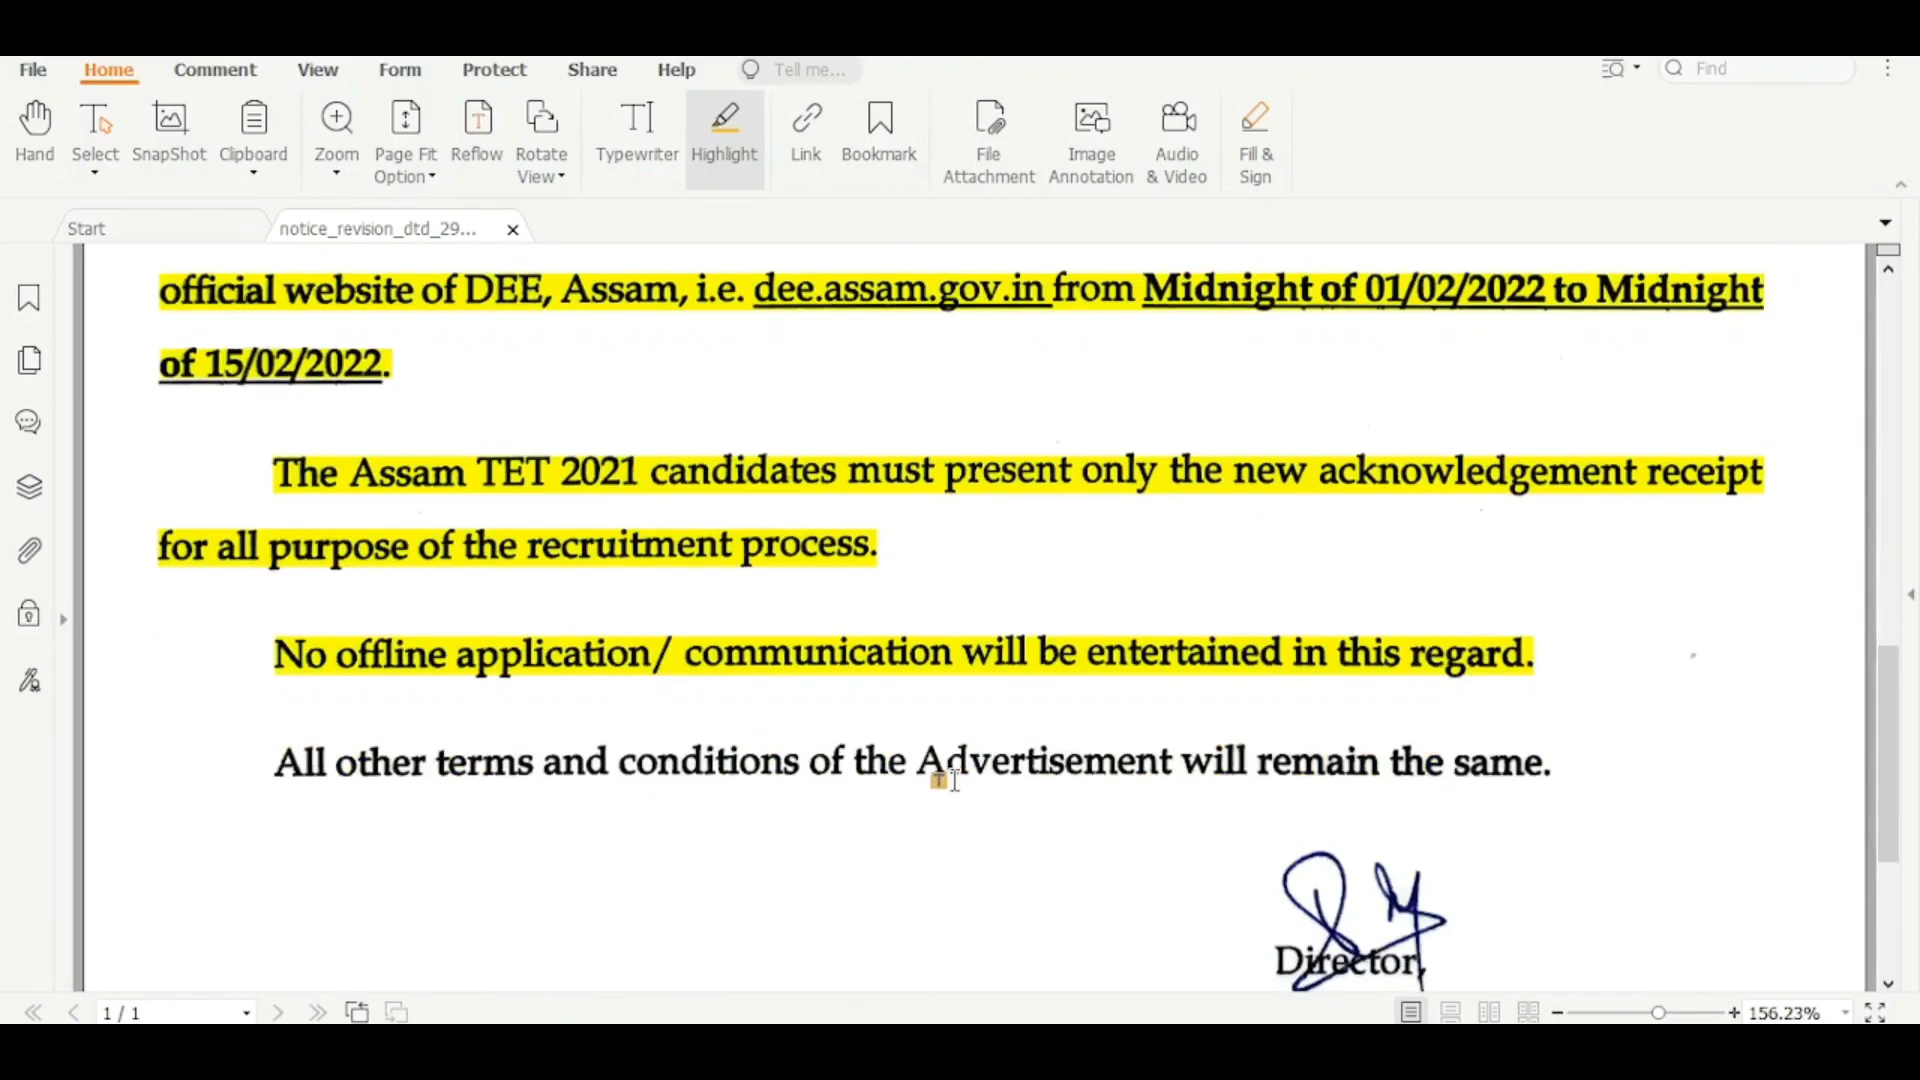 File Home Comment View Form Protect Share Help Tell me... Find
Hand Select SnapShot Clipboard Zoom Page Fit Option Reflow Rotate View Typewriter Highlight Link Bookmark File Attachment Image Annotation Audio & Video Fill & Sign
Start notice_revision_dtd_29...
official website of DEE, Assam, i.e. dee.assam.gov.in from Midnight of 01/02/2022 to Midnight
of 15/02/2022.
The Assam TET 2021 candidates must present only the new acknowledgement receipt
for all purpose of the recruitment process.
No offline application/ communication will be entertained in this regard.
All other terms and conditions of the Advertisement will remain the same.
Director,
1 / 1 156.23%